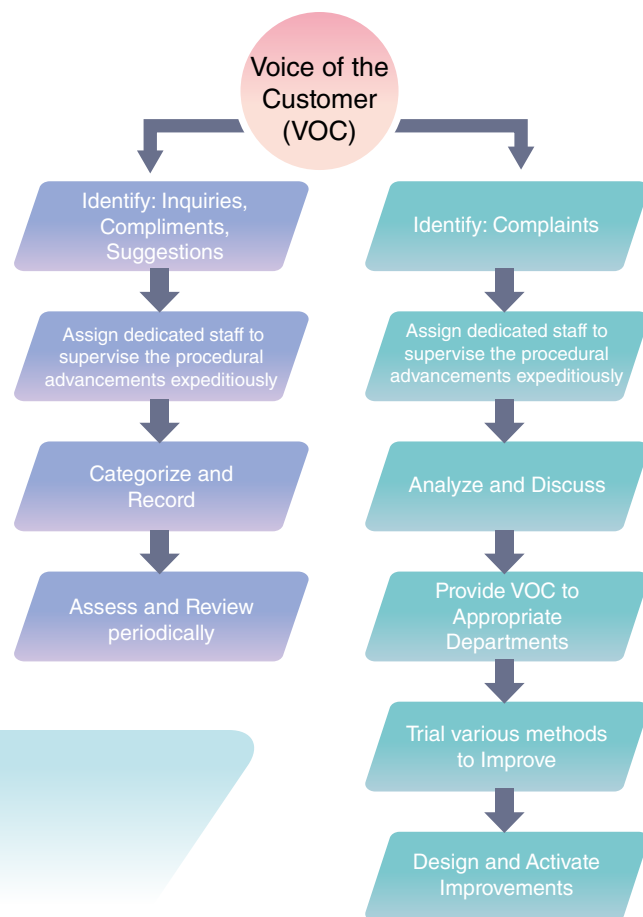 Voice of the
Customer
(VOC)
Identify: Inquiries,
Compliments,
Suggestions
Assign dedicated staff to
supervise the procedural
advancements expeditiously
Categorize and
Record
Assess and Review
periodically
Identify: Complaints
Assign dedicated staff to
supervise the procedural
advancements expeditiously
Analyze and Discuss
Provide VOC to
Appropriate
Departments
Trial various methods
to Improve
Design and Activate
Improvements